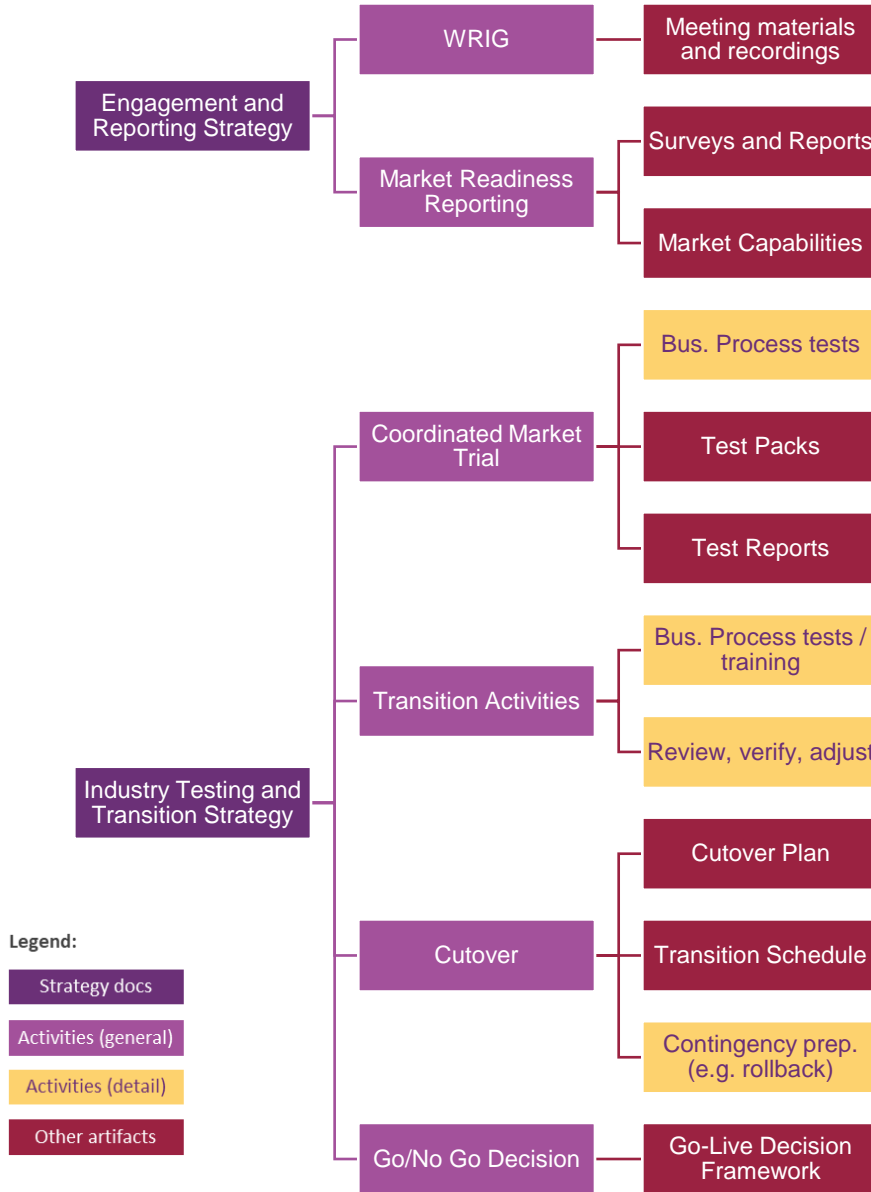 WRIG
Meeting materials
and recordings
Engagement and
Reporting Strategy
Surveys and Reports
Market Readiness
Reporting
Market Capabilities
Bus. Process tests
Coordinated Market
Trial
Test Packs
Test Reports
Bus. Process tests /
training
Transition Activities
Review, verify, adjust
Industry Testing and
Transition Strategy
Cutover Plan
Cutover
Transition Schedule
Contingency prep.
(e.g. rollback)
Go/No Go Decision
Go-Live Decision
Framework
Legend:
Strategy docs
Activities (general)
Activities (detail)
Other artifacts